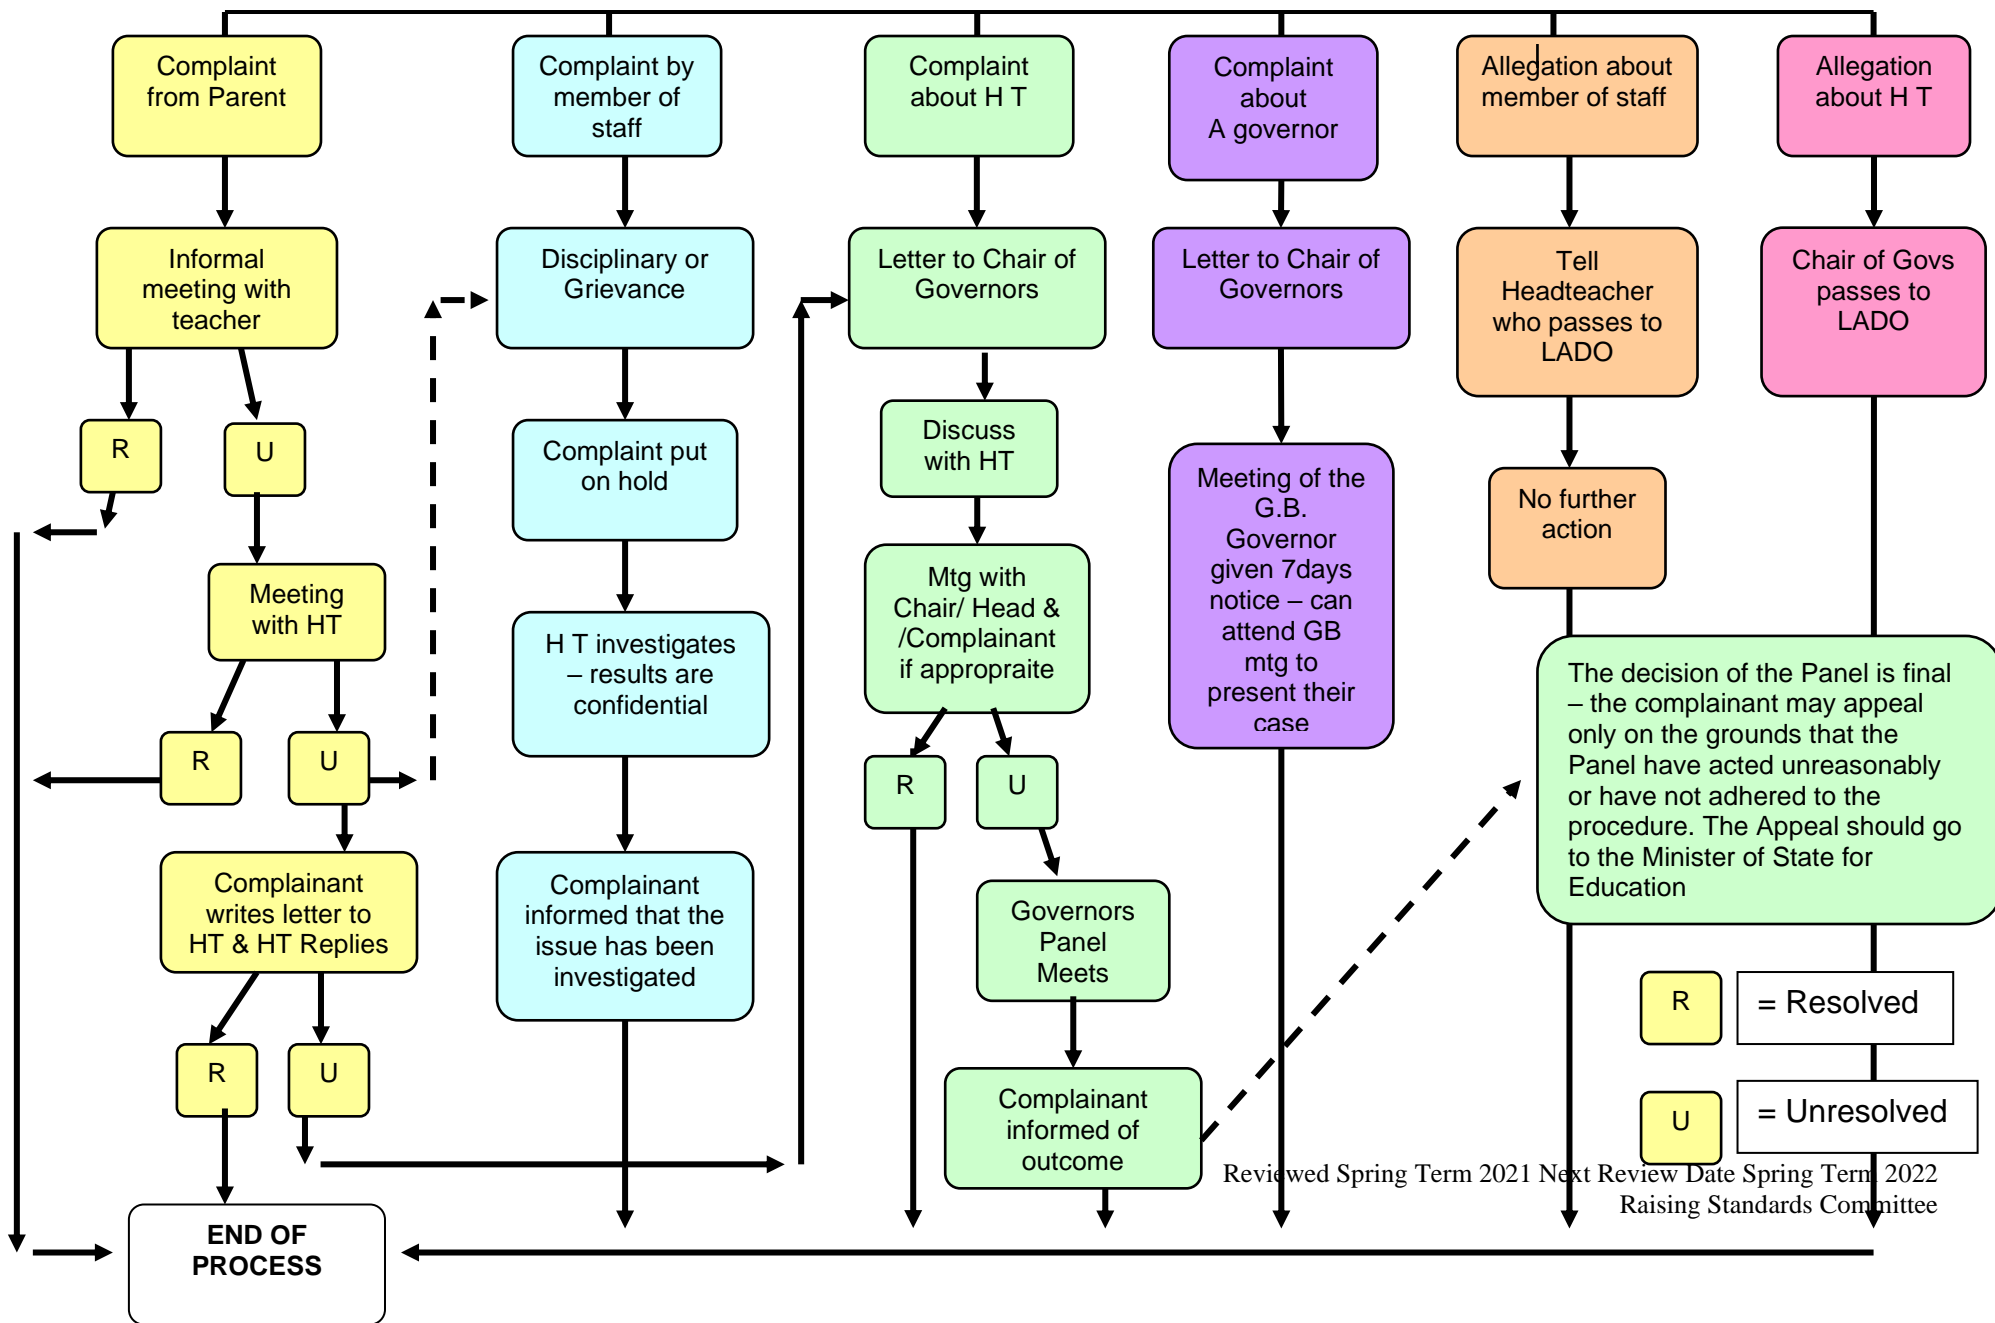 Complaint
from Parent
Informal
meeting with
teacher
R
U
Meeting
with HT
R
U
Complainant
writes letter to
HT & HT Replies
R
U
END OF
PROCESS
Complaint by
member of
staff
Disciplinary or
Grievance
Complaint put
on hold
H T investigates
– results are
confidential
Complainant
informed that the
issue has been
investigated
Complaint
about H T
Letter to Chair of
Governors
Discuss
with HT
Mtg with
Chair/ Head &
/Complainant
if appropraite
R
U
Governors
Panel
Meets
Complainant
informed of
outcome
Complaint
about
A governor
Letter to Chair of
Governors
Meeting of the
G.B.
Governor
given 7days
notice – can
attend GB
mtg to
present their
case
Allegation about
member of staff
Tell
Headteacher
who passes to
LADO
No further
action
Allegation
about H T
Chair of Govs
passes to
LADO
The decision of the Panel is final
– the complainant may appeal
only on the grounds that the
Panel have acted unreasonably
or have not adhered to the
procedure. The Appeal should go
to the Minister of State for
Education
R
= Resolved
U
= Unresolved
Reviewed Spring Term 2021 Next Review Date Spring Term 2022
Raising Standards Committee